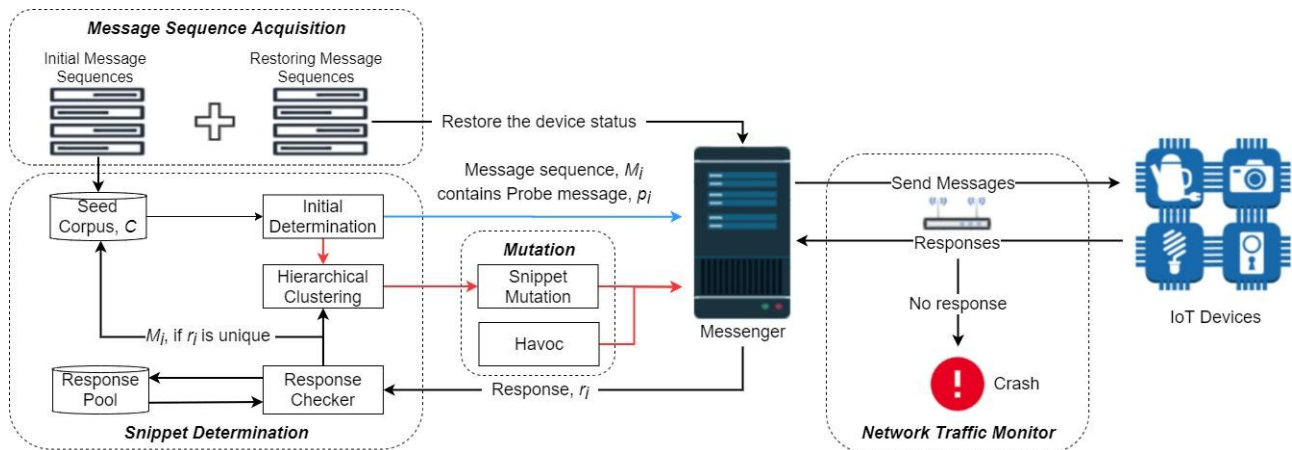 Message Sequence Acquisition
Initial Message
Sequences
Restoring Message
Sequences
Restore the device status
Message sequence, Mi
contains Probe message, pi
Seed
Corpus, C
Initial
Determination
Hierarchical
Clustering
Mutation
Snippet
Mutation
Havoc
Messenger
Mi, if ri is unique
Response
Pool
Response
Checker
Response, ri
Snippet Determination
Send Messages
Responses
No response
Crash
Network Traffic Monitor
IoT Devices